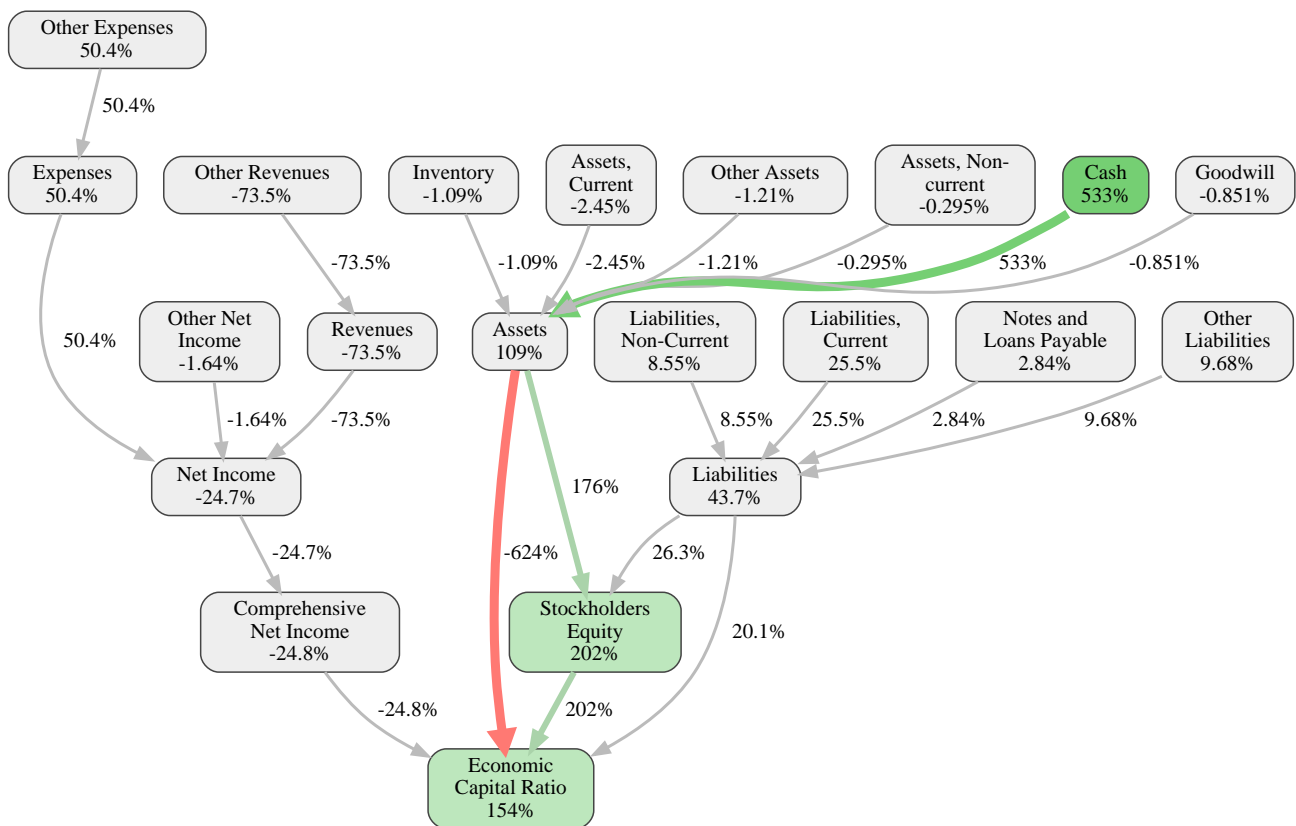 Other Expenses
50.4%
50.4%
Expenses
50.4%
Other Revenues
-73.5%
Inventory
-1.09%
Assets,
Current
-2.45%
Other Assets
-1.21%
Assets, Non-
current
-0.295%
Cash
533%
Goodwill
-0.851%
-73.5%
-1.09%
-2.45%
-1.21%
-0.295%
533%
-0.851%
50.4%
Other Net
Income
-1.64%
Revenues
-73.5%
Assets
109%
Liabilities,
Non-Current
8.55%
Liabilities,
Current
25.5%
Notes and
Loans Payable
2.84%
Other
Liabilities
9.68%
-1.64%
-73.5%
8.55%
25.5%
2.84%
9.68%
Net Income
-24.7%
176%
Liabilities
43.7%
-24.7%
-624%
26.3%
Comprehensive
Net Income
-24.8%
Stockholders
Equity
202%
20.1%
-24.8%
202%
Economic
Capital Ratio
154%